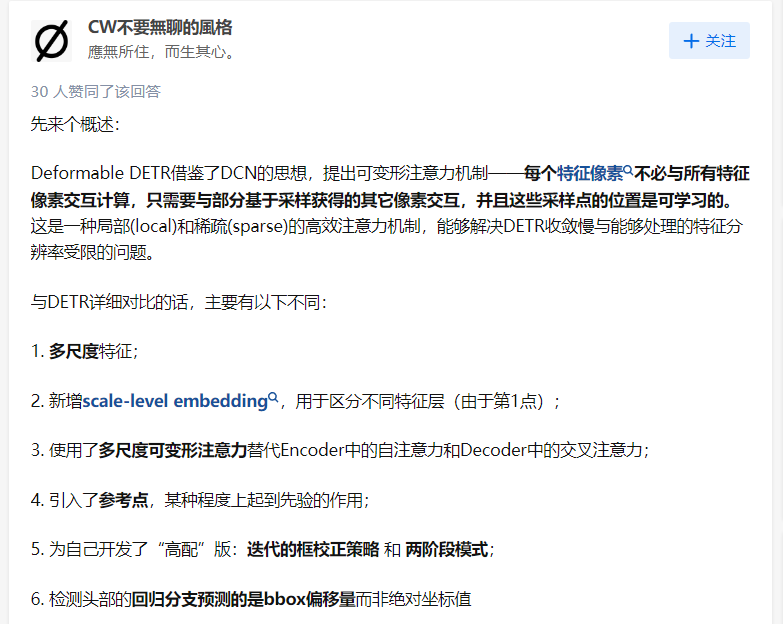 CW不要無聊的風格
應無所住，而生其心。
关注
30 人赞同了该回答
先来个概述：
Deformable DETR借鉴了DCN的思想，提出可变形注意力机制——每个特征像素不必与所有特征
像素交互计算，只需要与部分基于采样获得的其它像素交互，并且这些采样点的位置是可学习的。
这是一种局部(local)和稀疏(sparse)的高效注意力机制，能够解决DETR收敛慢与能够处理的特征分
辨率受限的问题。
与DETR详细对比的话，主要有以下不同：
1. 多尺度特征；
2. 新增scale-level embedding，用于区分不同特征层（由于第1点）；
3. 使用了多尺度可变形注意力替代Encoder中的自注意力和Decoder中的交叉注意力；
4. 引入了参考点，某种程度上起到先验的作用；
5. 为自己开发了“高配”版：迭代的框校正策略 和 两阶段模式；
6. 检测头部的回归分支预测的是bbox偏移量而非绝对坐标值